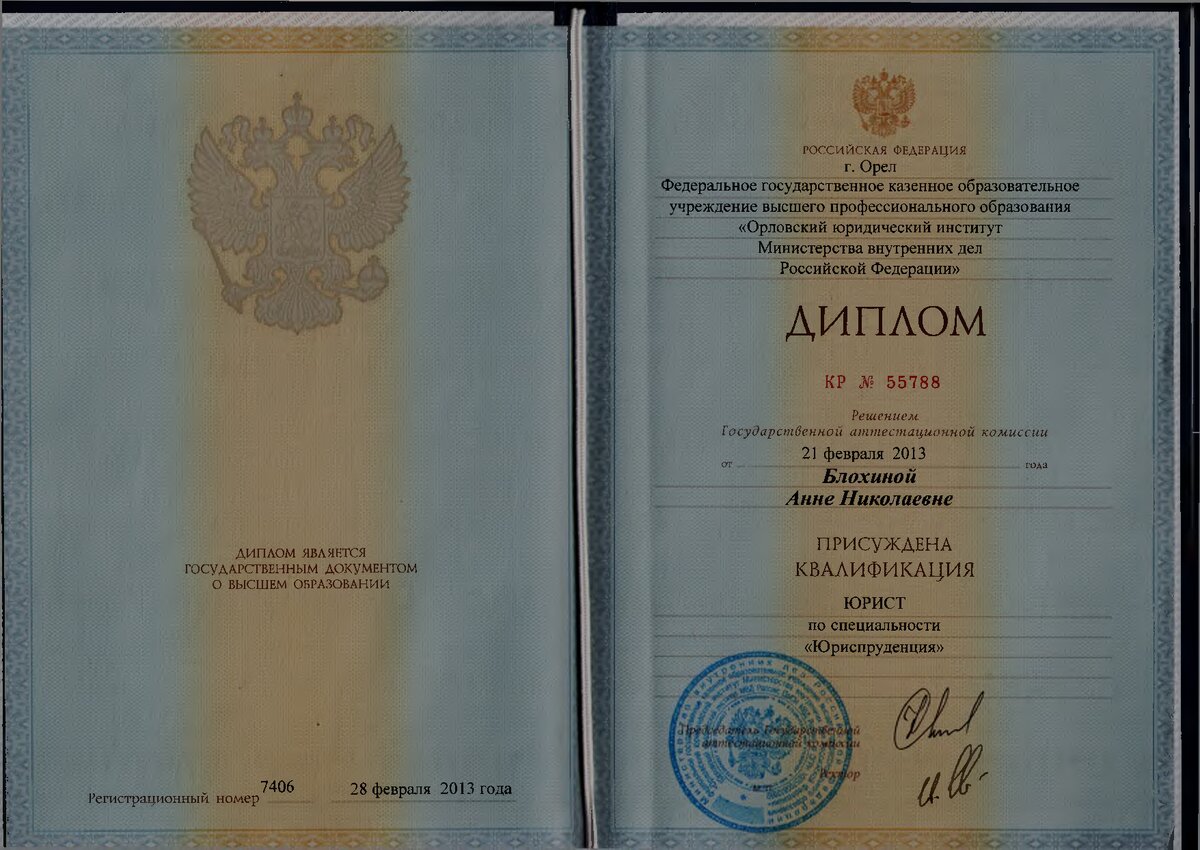 ДИПЛОМ ЯВЛЯЕТСЯ
ГОСУДАРСТВЕННЫМ ДОКУМЕНТОМ
О ВЫСШЕМ ОБРАЗОВАНИИ
Регистрационный номер 7406 28 февраля 2013 года
РОССИЙСКАЯ ФЕДЕРАЦИЯ
г. Орел
Федеральное государственное казенное образовательное
учреждение высшего профессионального образования
«Орловский юридический институт
Министерства внутренних дел
Российской Федерации»
ДИПЛОМ
КР № 55788
Решением
Государственной аттестационной комиссии
от 21 февраля 2013 года
Блохиной
Анне Николаевне
ПРИСУЖДЕНА
КВАЛИФИКАЦИЯ
ЮРИСТ
по специальности
«Юриспруденция»
Председатель Государственной
аттестационной комиссии
Ректор